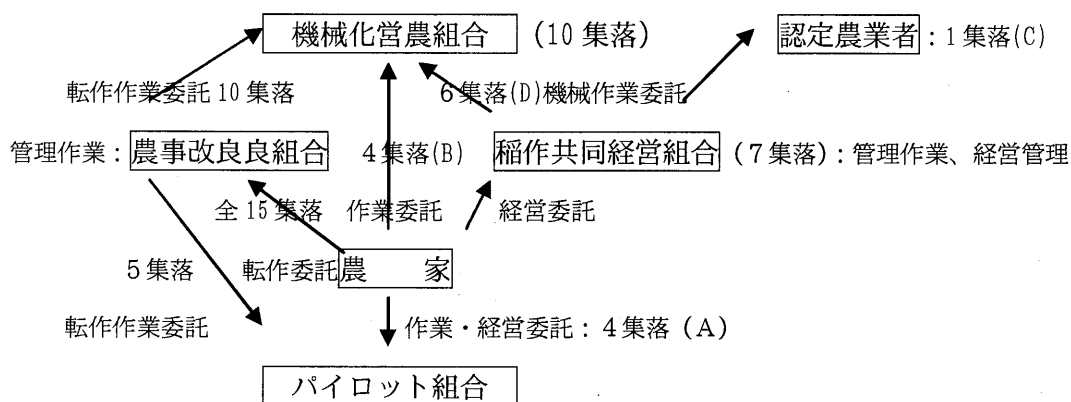 機械化営農組合 (10集落) 認定農業者：1集落(C)
転作作業委託10集落 6集落(D)機械作業委託
管理作業：農事改良良組合 4集落(B) 稲作共同経営組合 (7集落)：管理作業、経営管理
全15集落 作業委託 経営委託
5集落 転作委託 農 家
転作作業委託 作業・経営委託：4集落 (A)
パイロット組合